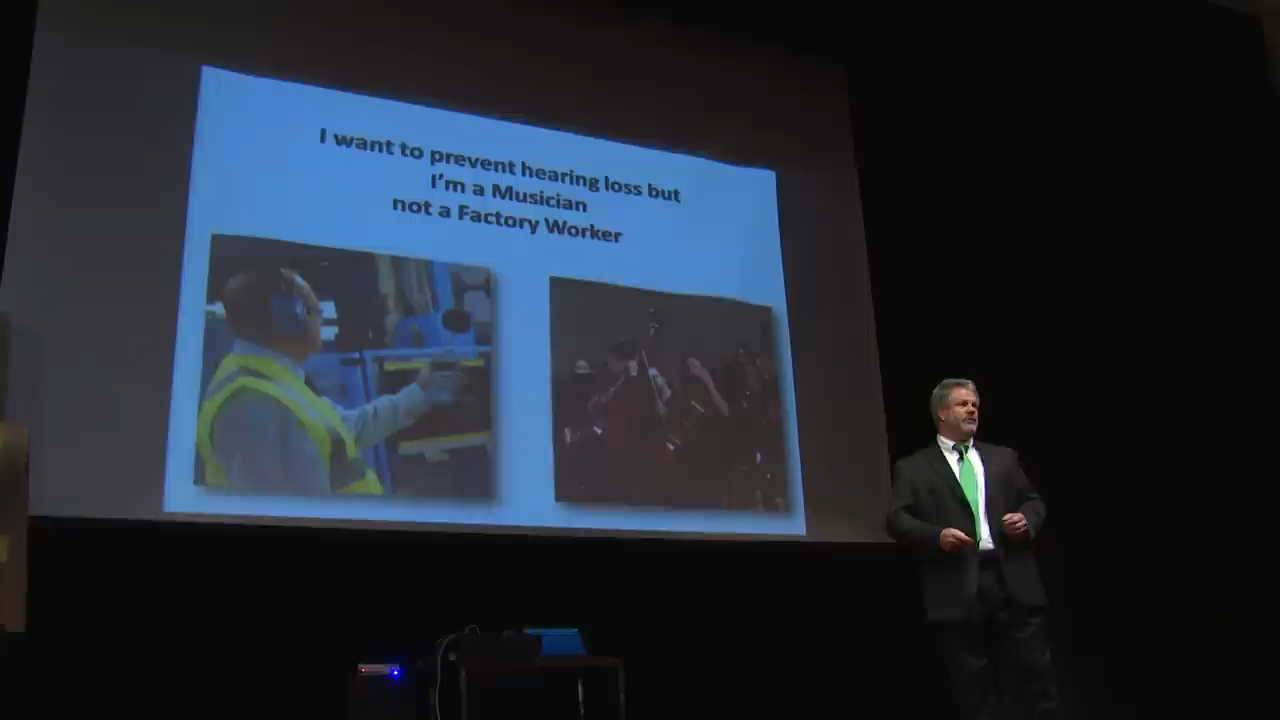 I want to prevent hearing loss but
I'm a Musician
not a Factory Worker